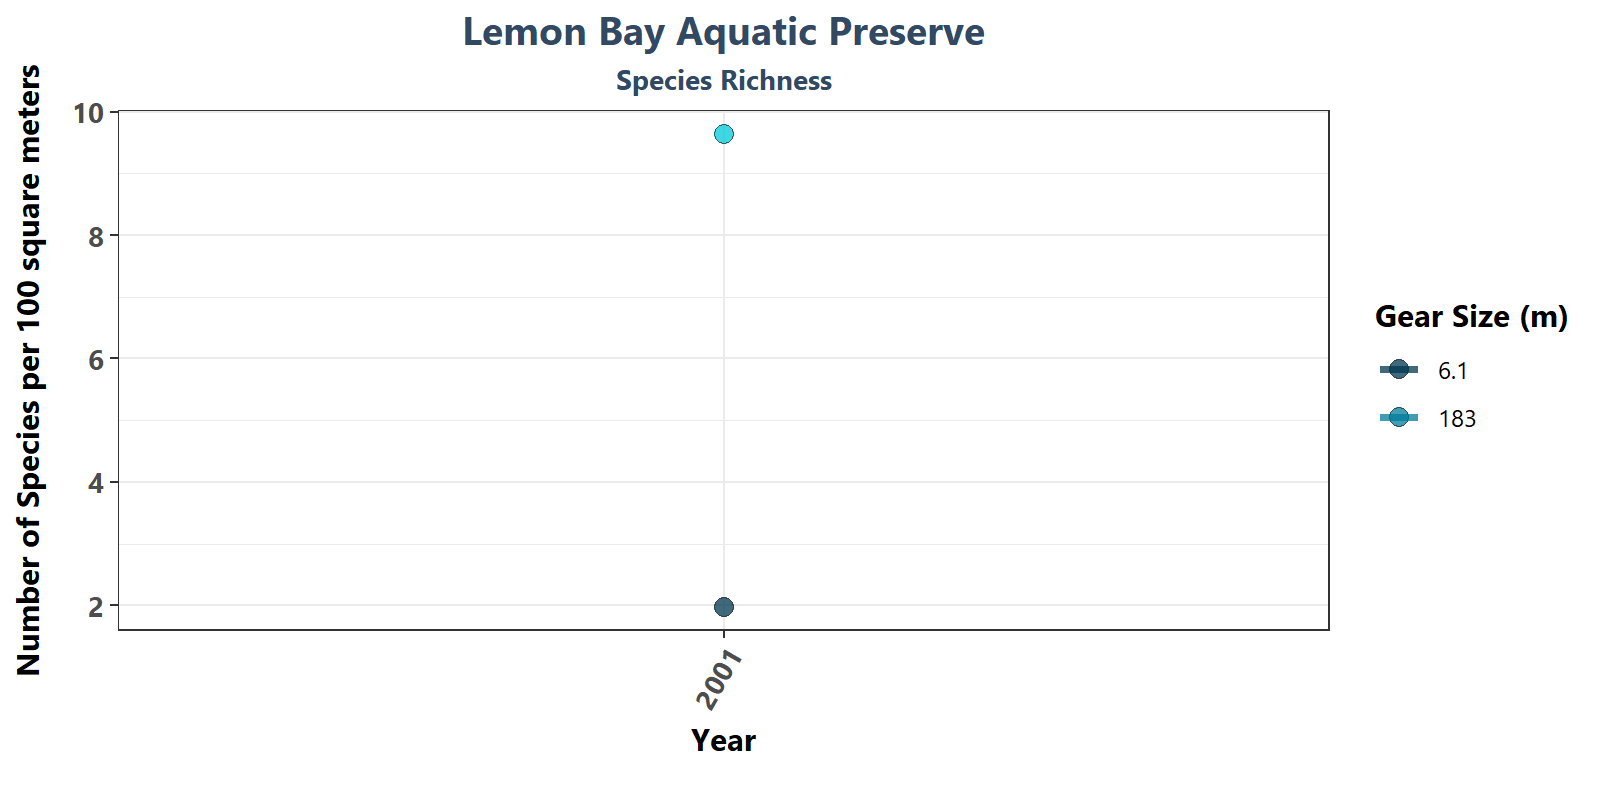 Lemon Bay Aquatic Preserve
Species Richness
Number of Species per 100 square meters
10
8
6
4
2
2001
Year
Gear Size (m)
6.1
183